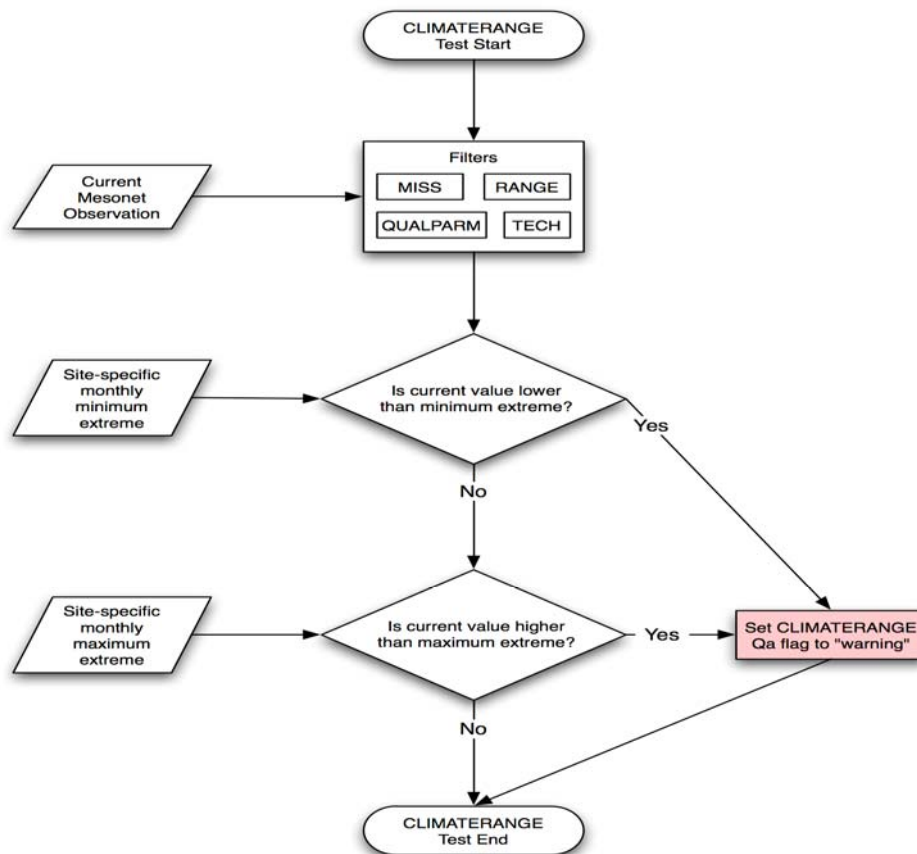 CLIMATERANGE
Test Start
Filters
MISS
RANGE
QUALPARM
TECH
Current
Mesonet
Observation
Site-specific
monthly
minimum
extreme
Is current value lower
than minimum extreme?
Yes
No
Site-specific
monthly
maximum
extreme
Is current value higher
than maximum extreme?
Yes
Set CLIMATERANGE
Qa flag to "warning"
No
CLIMATERANGE
Test End